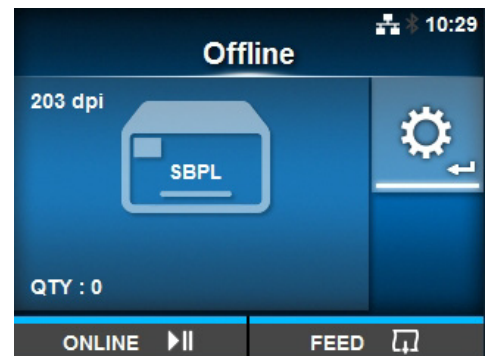 10:29
Offline
203 dpi
SBPL
QTY : 0
ONLINE
FEED